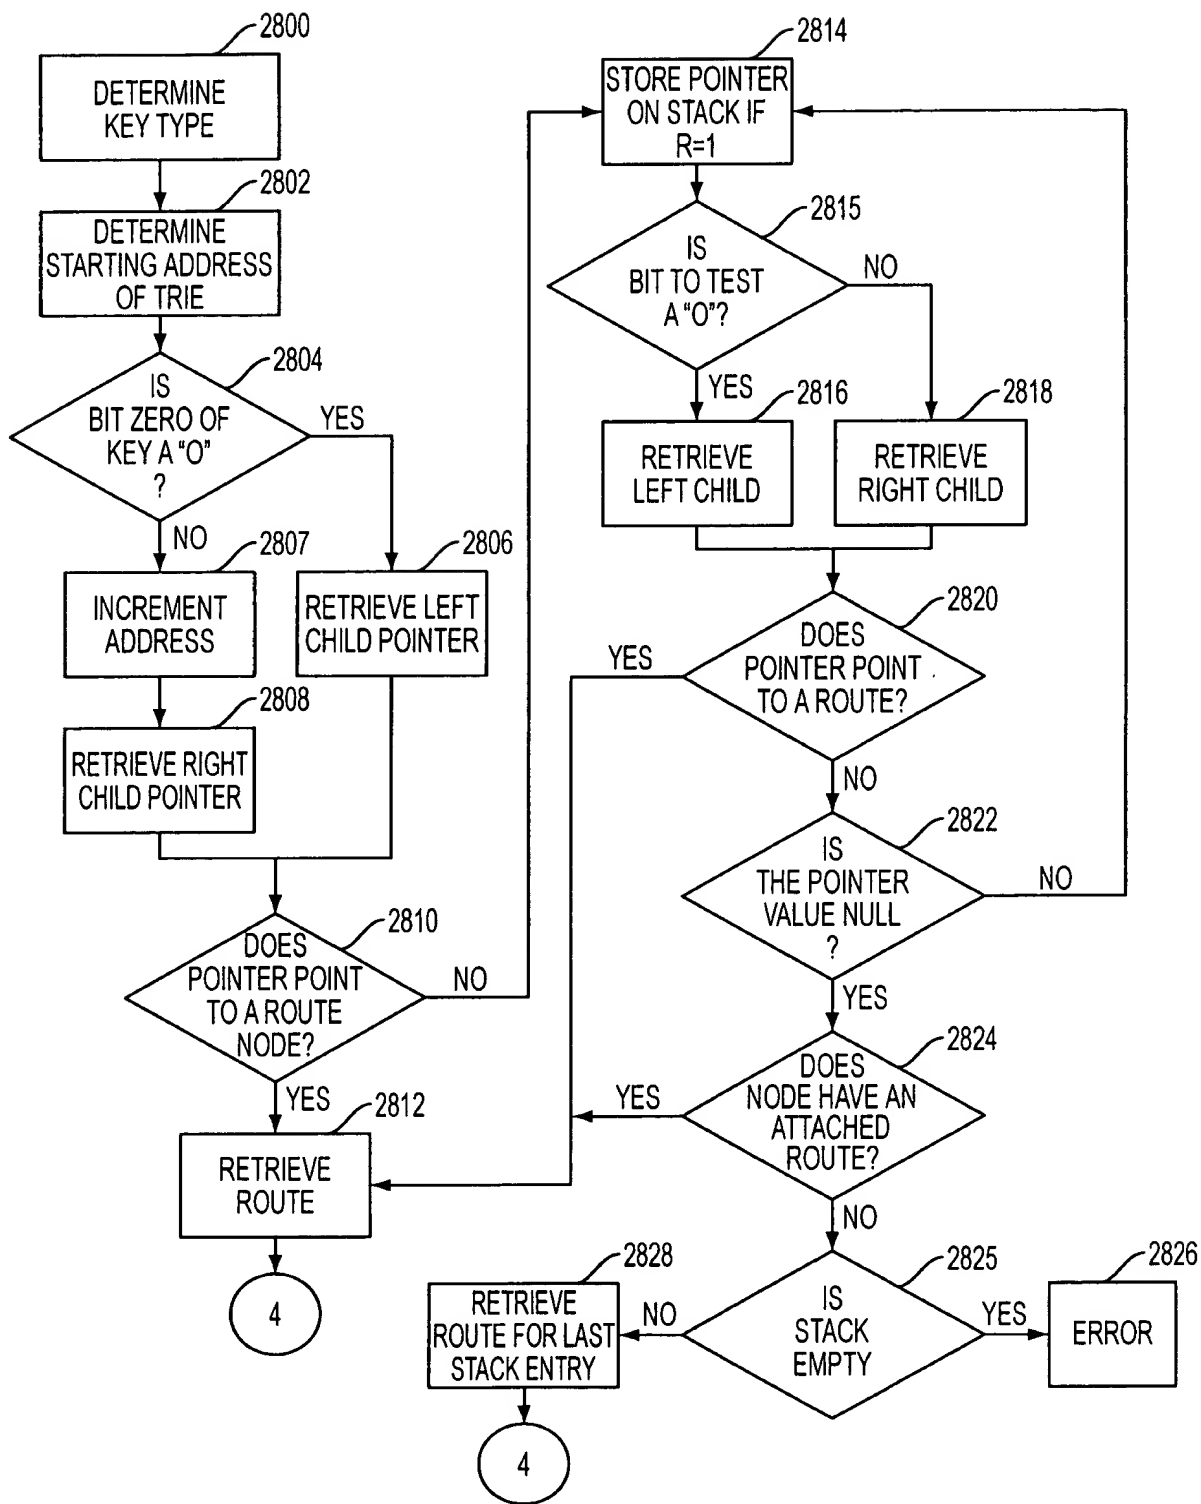 2800
DETERMINE
KEY TYPE
2802
DETERMINE
STARTING ADDRESS
OF TRIE
2804
IS
BIT ZERO OF
KEY A "O"
?
YES
NO
2807
INCREMENT
ADDRESS
2806
RETRIEVE LEFT
CHILD POINTER
2808
RETRIEVE RIGHT
CHILD POINTER
2810
DOES
POINTER POINT
TO A ROUTE
NODE?
NO
YES
2812
RETRIEVE
ROUTE
4
2814
STORE POINTER
ON STACK IF
R=1
2815
IS
BIT TO TEST
A "O"?
NO
YES
2816
RETRIEVE
LEFT CHILD
2818
RETRIEVE
RIGHT CHILD
2820
DOES
POINTER POINT
TO A ROUTE?
YES
NO
2822
IS
THE POINTER
VALUE NULL
?
NO
YES
2824
DOES
NODE HAVE AN
ATTACHED
ROUTE?
YES
NO
2825
IS
STACK
EMPTY
YES
2826
ERROR
NO
2828
RETRIEVE
ROUTE FOR LAST
STACK ENTRY
4